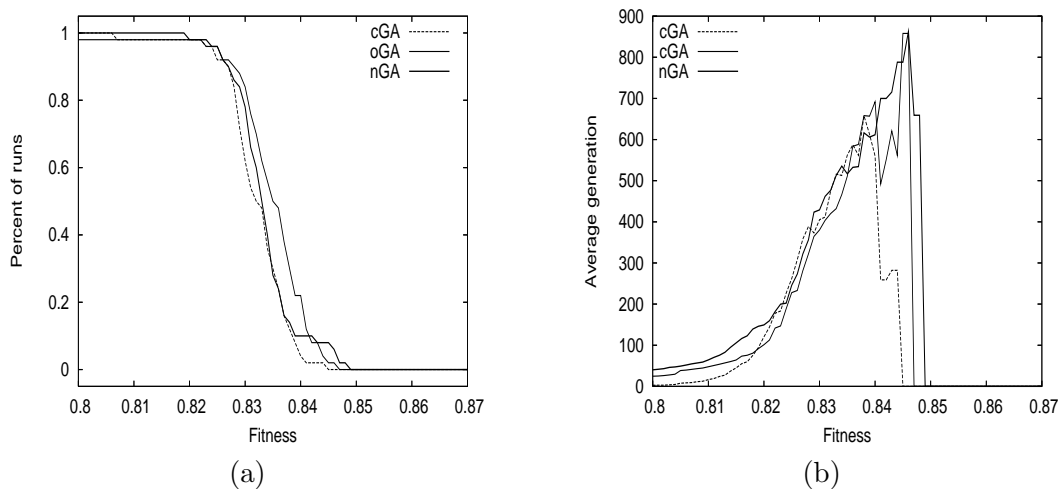 1
0.8
0.6
0.4
0.2
0
Percent of runs
0.8 0.81 0.82 0.83 0.84 0.85 0.86 0.87
Fitness
cGA
oGA
nGA
(a)
900
800
700
600
500
400
300
200
100
0
Average generation
0.8 0.81 0.82 0.83 0.84 0.85 0.86 0.87
Fitness
cGA
cGA
nGA
(b)